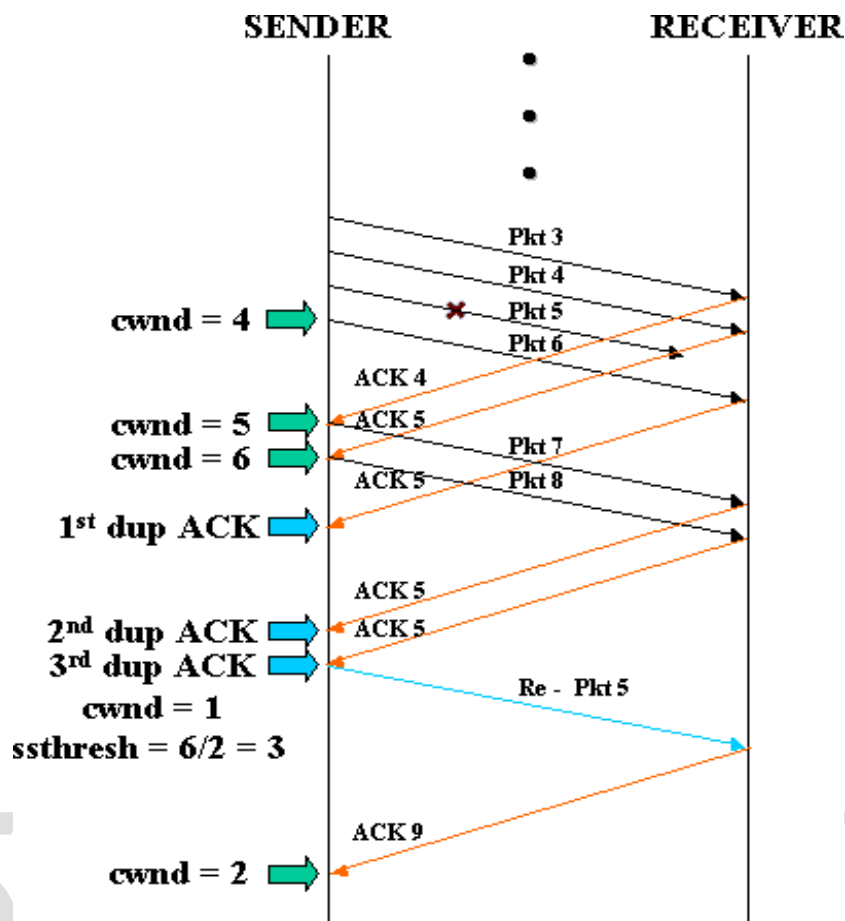 SENDER RECEIVER
Pkt 3
Pkt 4
Pkt 5
cwnd = 4
Pkt 6
ACK 4
cwnd = 5
ACK 5
Pkt 7
cwnd = 6
ACK 5
Pkt 8
1st dup ACK
ACK 5
2nd dup ACK
ACK 5
3rd dup ACK
Re - Pkt 5
cwnd = 1
ssthresh = 6/2 = 3
ACK 9
cwnd = 2